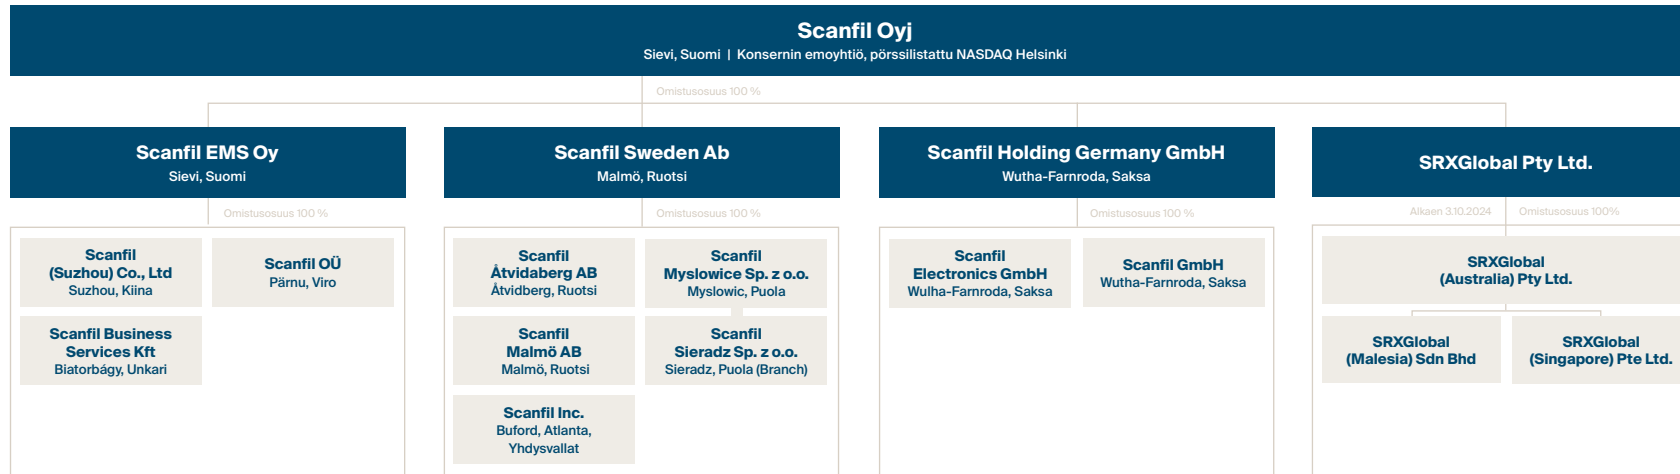 Scanfil Oyj
Sievi, Suomi | Konsernin emoyhtiö, pörssilistattu NASDAQ Helsinki
Omistusosuus 100 %
Scanfil EMS Oy
Sievi, Suomi
Omistusosuus 100 %
Scanfil
(Suzhou) Co., Ltd
Suzhou, Kiina
Scanfil OÜ
Pärnu, Viro
Scanfil Business
Services Kft
Biatorbágy, Unkari
Scanfil Sweden Ab
Malmö, Ruotsi
Omistusosuus 100 %
Scanfil
Åtvidaberg AB
Åtvidberg, Ruotsi
Scanfil
Myslowice Sp. z o.o.
Myslowic, Puola
Scanfil
Malmö AB
Malmö, Ruotsi
Scanfil
Sieradz Sp. z o.o.
Sieradz, Puola (Branch)
Scanfil Inc.
Buford, Atlanta,
Yhdysvallat
Scanfil Holding Germany GmbH
Wutha-Farnroda, Saksa
Omistusosuus 100 %
Scanfil
Electronics GmbH
Wulha-Farnroda, Saksa
Scanfil GmbH
Wutha-Farnroda, Saksa
SRXGlobal Pty Ltd.
Alkaen 3.10.2024
Omistusosuus 100%
SRXGlobal
(Australia) Pty Ltd.
SRXGlobal
(Malesia) Sdn Bhd
SRXGlobal
(Singapore) Pte Ltd.